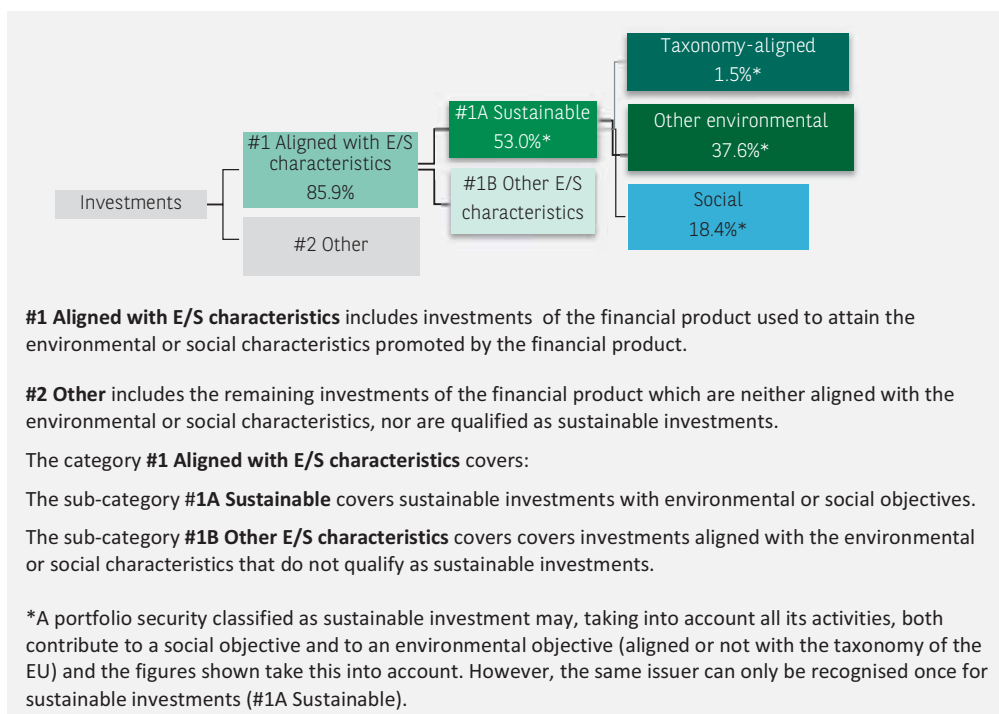 Taxonomy-aligned
1.5%*
#1A Sustainable
53.0%*
Other environmental
37.6%*
#1 Aligned with E/S
characteristics
85.9%
#1B Other E/S
characteristics
Investments
Social
18.4%*
#2 Other
#1 Aligned with E/S characteristics includes investments of the financial product used to attain the
environmental or social characteristics promoted by the financial product.
#2 Other includes the remaining investments of the financial product which are neither aligned with the
environmental or social characteristics, nor are qualified as sustainable investments.
The category #1 Aligned with E/S characteristics covers:
The sub-category #1A Sustainable covers sustainable investments with environmental or social objectives.
The sub-category #1B Other E/S characteristics covers covers investments aligned with the environmental
or social characteristics that do not qualify as sustainable investments.
*A portfolio security classified as sustainable investment may, taking into account all its activities, both
contribute to a social objective and to an environmental objective (aligned or not with the taxonomy of the
EU) and the figures shown take this into account. However, the same issuer can only be recognised once for
sustainable investments (#1A Sustainable).